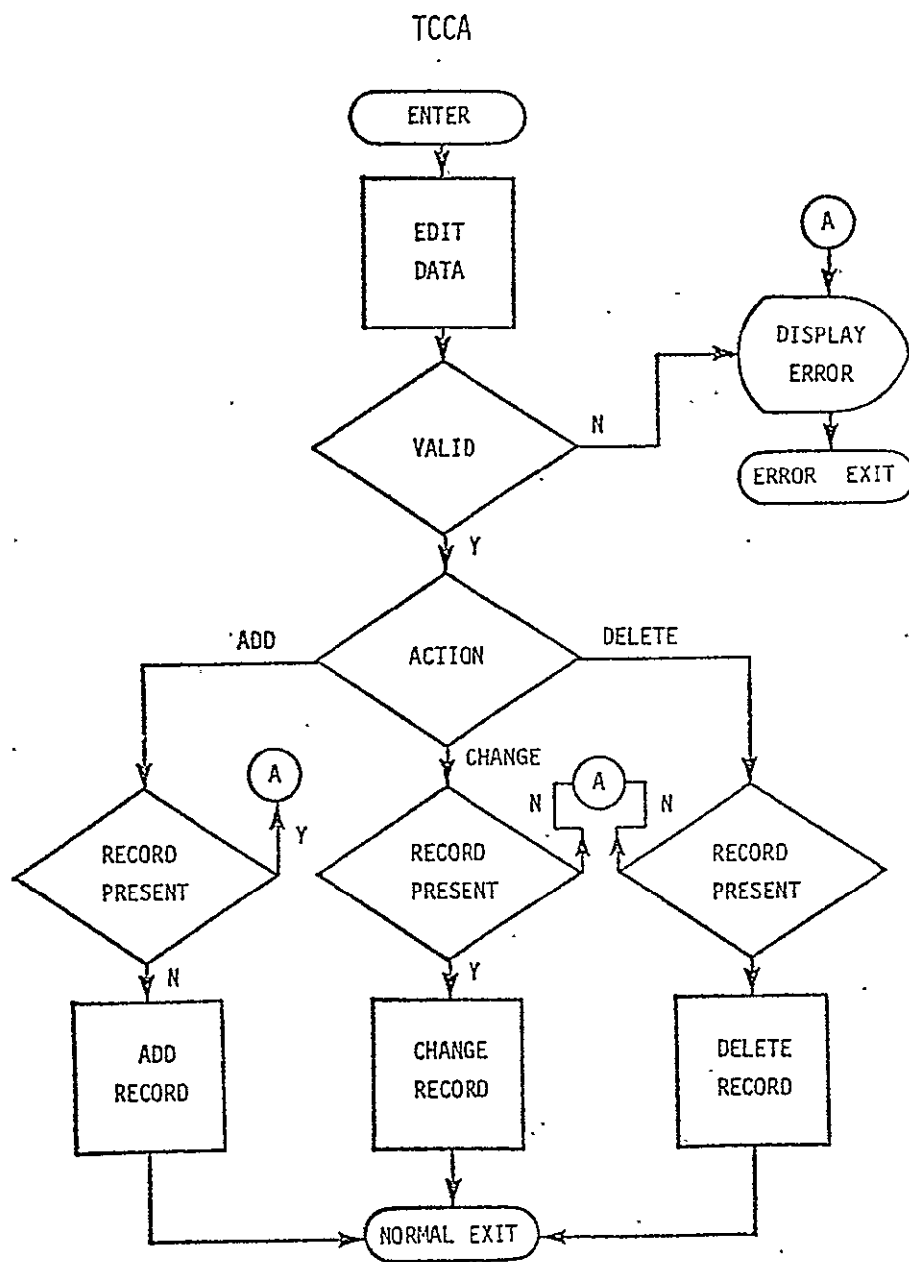 TCCA
ENTER
EDIT
DATA
A
DISPLAY
ERROR
VALID
N
ERROR EXIT
Y
ADD
ACTION
DELETE
CHANGE
A
A
N
N
Y
RECORD
PRESENT
RECORD
PRESENT
RECORD
PRESENT
N
Y
ADD
RECORD
CHANGE
RECORD
DELETE
RECORD
NORMAL EXIT